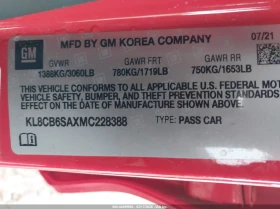 GM
MFD BY GM KOREA COMPANY 07/21
GVWR GAWR FRT GAWR RR
1388KG/3060LB 780KG/1719LB 750KG/1653LB
THIS VEHICLE CONFORMS TO ALL APPLICABLE U.S. FEDERAL
MOTOR VEHICLE SAFETY, BUMPER, AND THEFT PREVENTION
STANDARDS IN EFFECT ON THE DATE OF MANUFACTURE
SHOWN ABOVE.
KL8CB6SAXMC228388 TYPE: PASS CAR